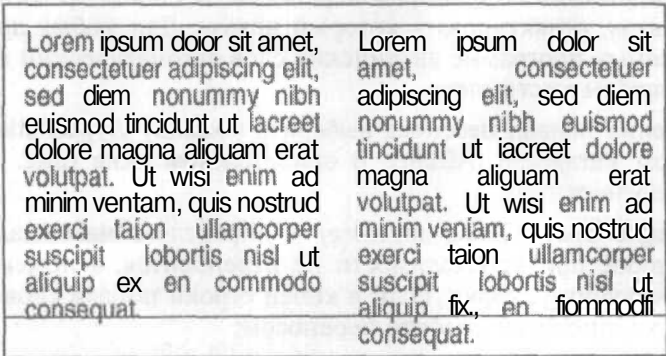 Lorem ipsum doior sit amet,
consectetuer adipiscing elit,
sed diem nonummy nibh
euismod tincidunt ut lacreet
dolore magna aliguam erat
volutpat. Ut wisi enim ad
minim ventam, quis nostrud
exerci taion ullamcorper
suscipit lobortis nisl ut
aliquip ex en commodo
consequat.
Lorem ipsum dolor sit
amet, consectetuer
adipiscing elit, sed diem
nonummy nibh euismod
tincidunt ut iacreet dolore
magna aliguam erat
volutpat. Ut wisi enim ad
minim veniam, quis nostrud
exerci taion ullamcorper
suscipit lobortis nisl ut
aliquip fix., en fiommodfi
consequat.